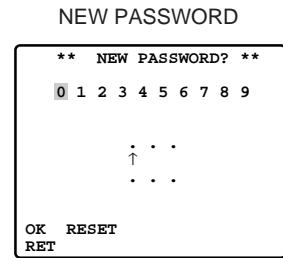 NEW PASSWORD
** NEW PASSWORD? **
0 1 2 3 4 5 6 7 8 9
. . .
↑
. . .
OK RESET
RET